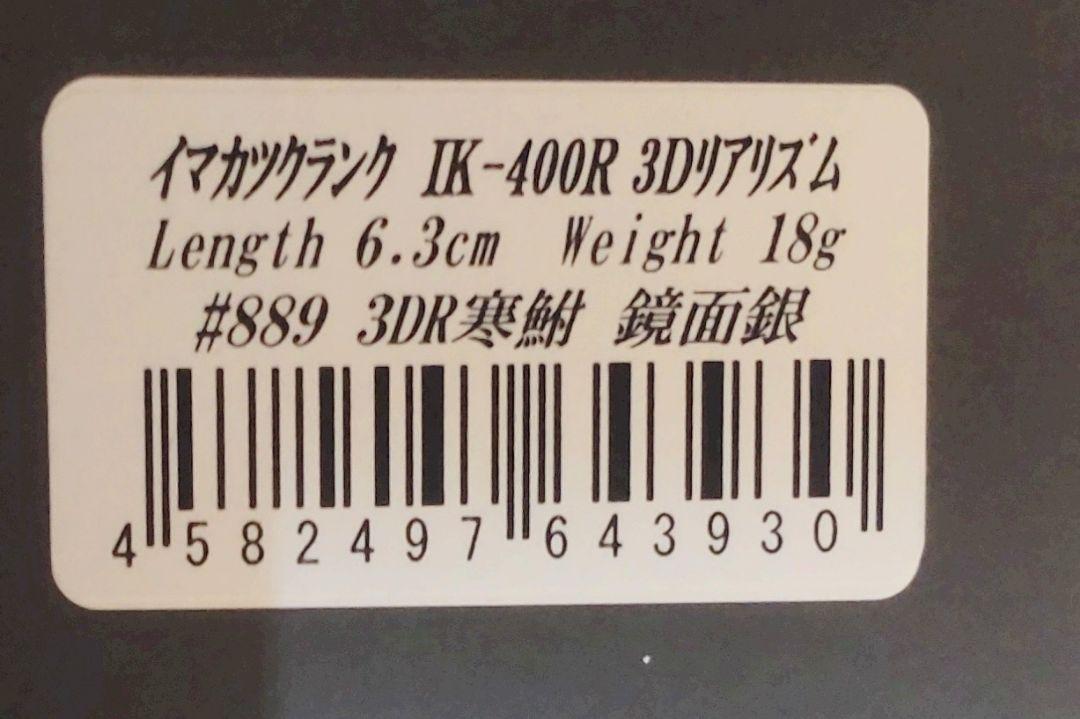 イマカツクランク IK-400R 3Dリアリズム
Length 6.3cm Weight 18g
#889 3DR寒鮒 鏡面銀
4 582497 643930